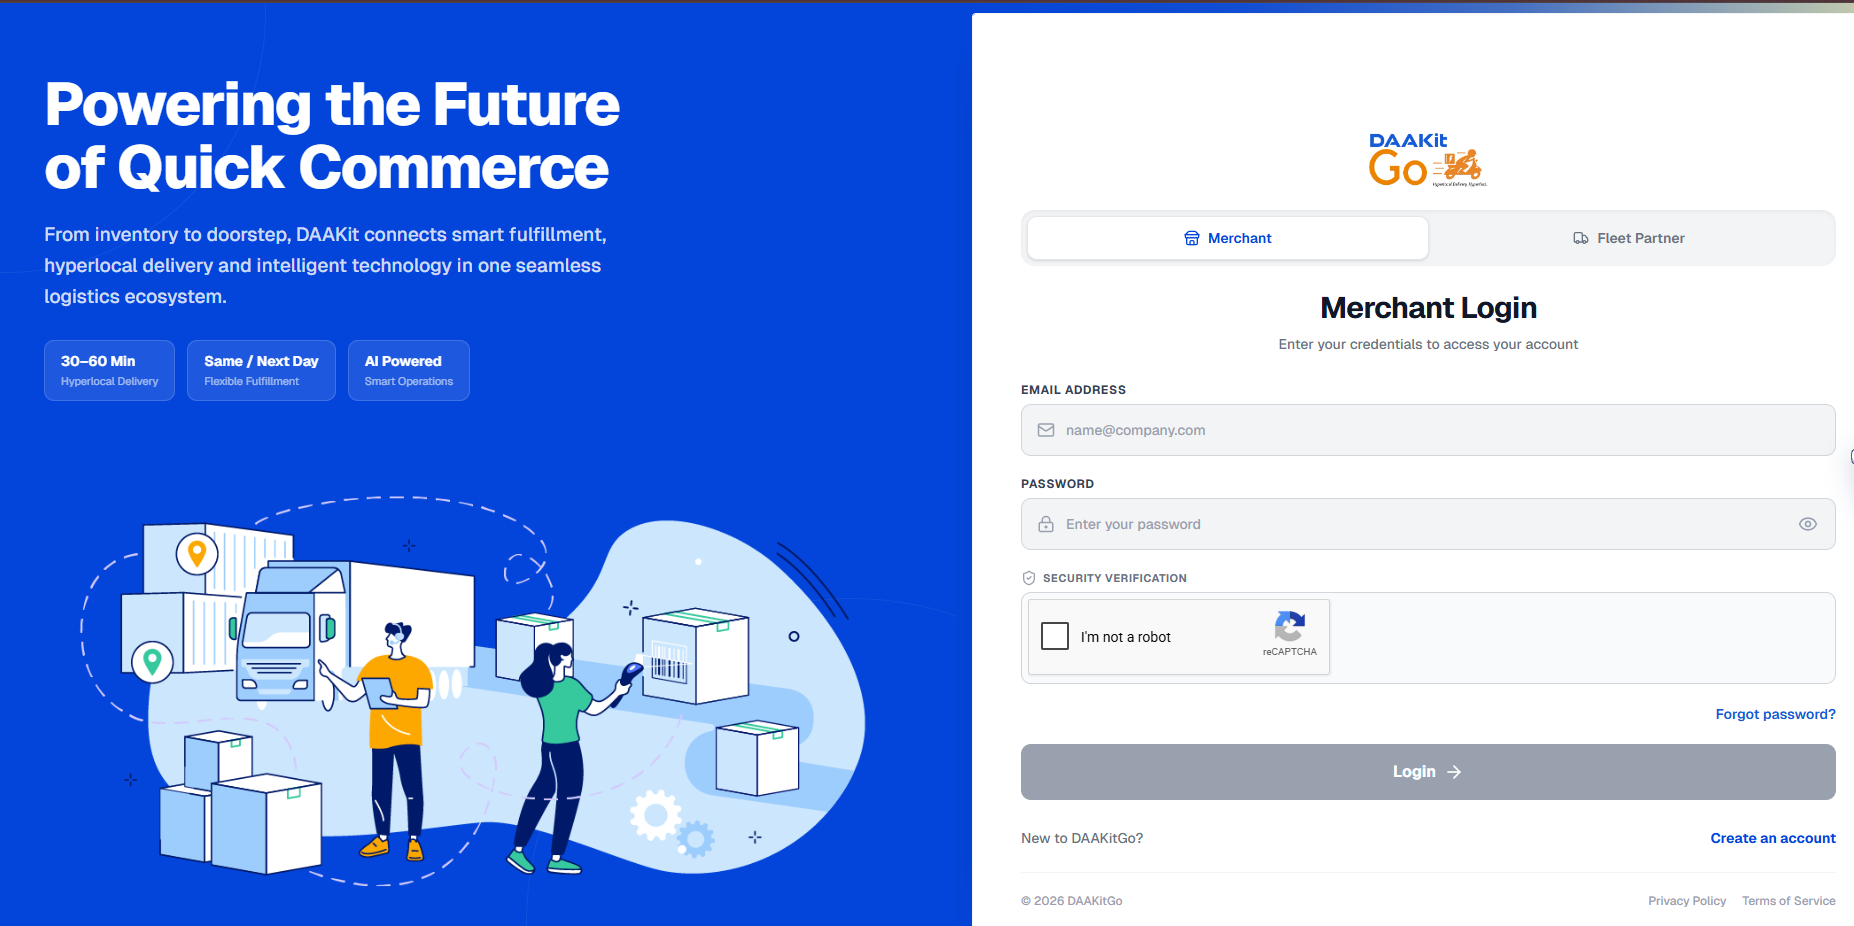 Powering the Future
of Quick Commerce
From inventory to doorstep, DAAKit connects smart fulfillment,
hyperlocal delivery and intelligent technology in one seamless
logistics ecosystem.
30–60 Min
Hyperlocal Delivery
Same / Next Day
Flexible Fulfillment
AI Powered
Smart Operations
DAAKit
Go
Hyperlocal Delivery, Hyperfast.
Merchant
Fleet Partner
Merchant Login
Enter your credentials to access your account
EMAIL ADDRESS
name@company.com
PASSWORD
Enter your password
SECURITY VERIFICATION
I'm not a robot
reCAPTCHA
Forgot password?
Login
New to DAAKitGo?
Create an account
© 2026 DAAKitGo
Privacy Policy
Terms of Service